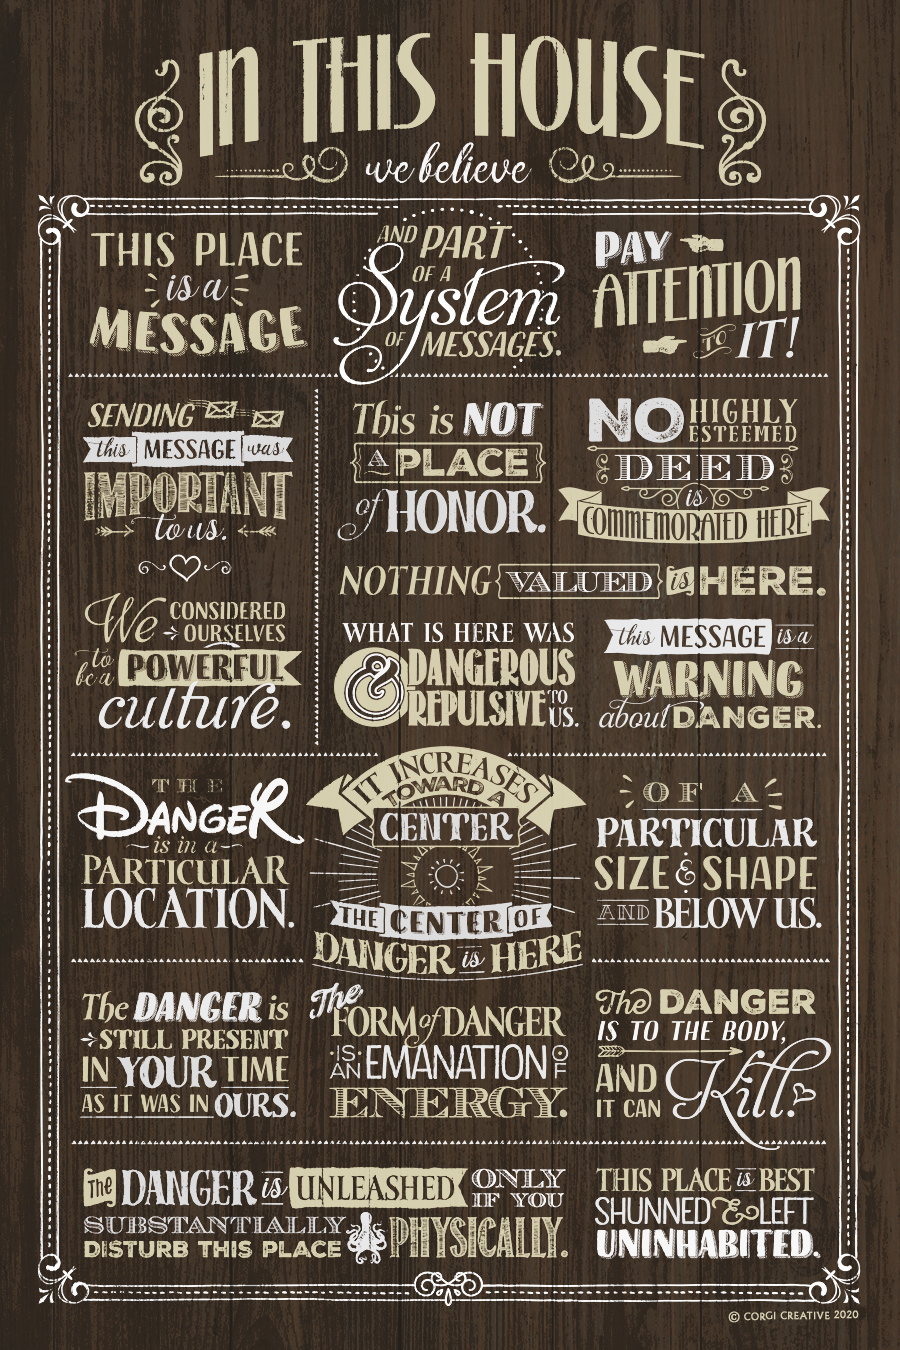 IN THIS HOUSE
we believe
THIS PLACE
is a
MESSAGE
AND PART
OF A
System
OF MESSAGES.
PAY
ATTENTION
TO IT!
SENDING
this MESSAGE was
IMPORTANT
to us.
We CONSIDERED
OURSELVES
to
be a POWERFUL
culture.
This is NOT
A PLACE
of HONOR.
NO HIGHLY
ESTEEMED
DEED
is
COMMEMORATED HERE
NOTHING VALUED is HERE.
WHAT IS HERE WAS
& DANGEROUS
REPULSIVE TO
US.
this MESSAGE is a
WARNING
about DANGER.
THE
DANGER
is in a
PARTICULAR
LOCATION.
IT INCREASES
TOWARD A
CENTER
THE CENTER OF
DANGER is HERE
OF A
PARTICULAR
SIZE & SHAPE
AND BELOW US.
The DANGER is
STILL PRESENT
IN YOUR TIME
AS IT WAS IN OURS.
The
FORM of DANGER
IS
AN EMANATION OF
ENERGY.
The DANGER
IS TO THE BODY,
AND
IT CAN Kill.
The DANGER is UNLEASHED ONLY
IF YOU
SUBSTANTIALLY
DISTURB THIS PLACE PHYSICALLY.
THIS PLACE is BEST
SHUNNED & LEFT
UNINHABITED.
© CORGI CREATIVE 2020